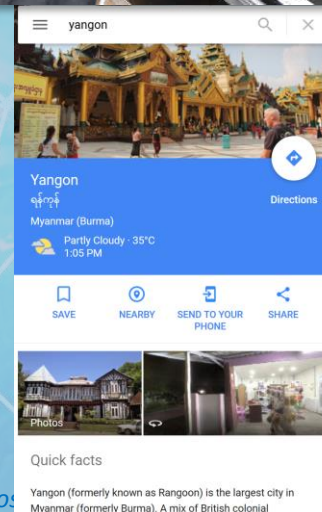 yangon
Yangon
ရန်ကုန်
Directions
Myanmar (Burma)
Partly Cloudy · 35°C
1:05 PM
SAVE
NEARBY
SEND TO YOUR
PHONE
SHARE
Photos
Quick facts
Yangon (formerly known as Rangoon) is the largest city in
Myanmar (formerly Burma). A mix of British colonial